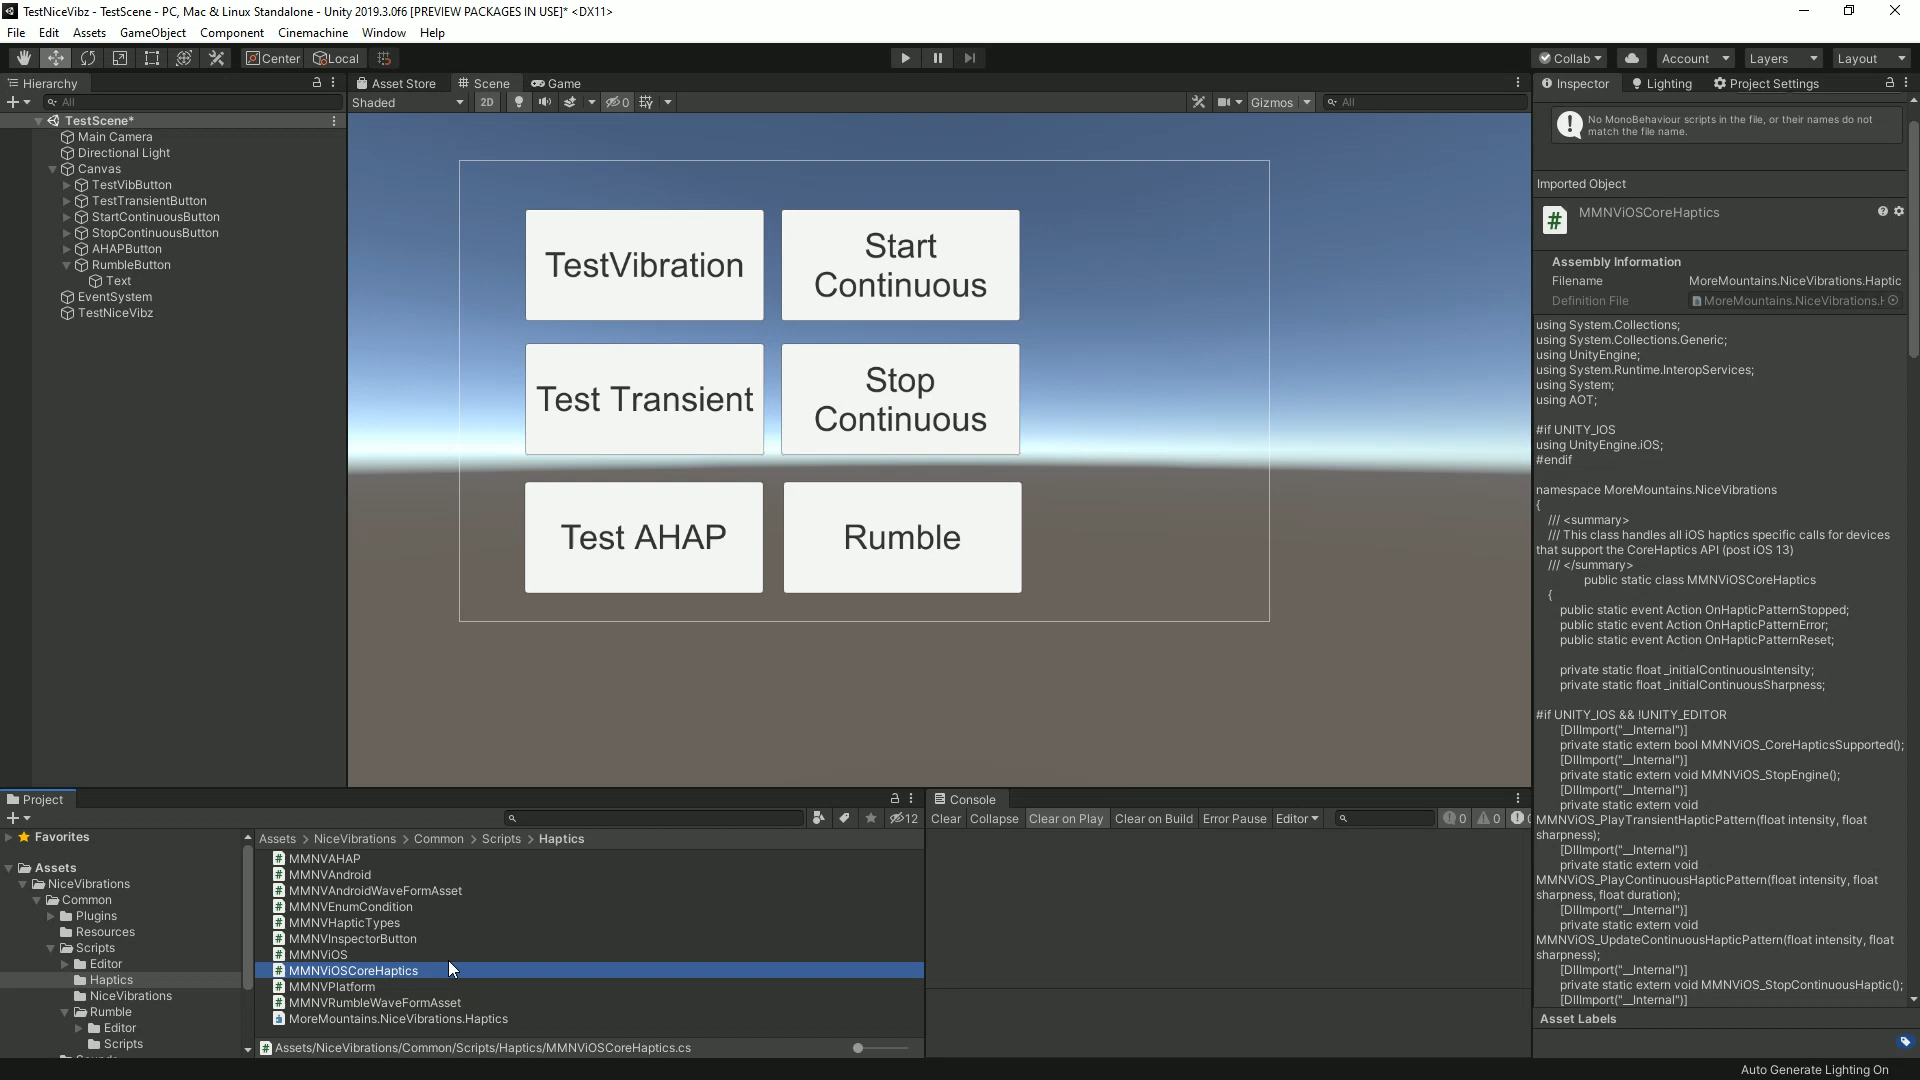 TestNiceVibz - TestScene - PC, Mac & Linux Standalone - Unity 2019.3.0f6 [PREVIEW PACKAGES IN USE]* <DX11>
File Edit Assets GameObject Component Cinemachine Window Help
Center Local Collab Account Layers Layout
Hierarchy
All
TestScene*
Main Camera
Directional Light
Canvas
TestVibButton
TestTransientButton
StartContinuousButton
StopContinuousButton
AHAPButton
RumbleButton
Text
EventSystem
TestNiceVibz
Asset Store Scene Game
Shaded 2D 0 Gizmos All
TestVibration
Start
Continuous
Test Transient
Stop
Continuous
Test AHAP
Rumble
Inspector Lighting Project Settings
No MonoBehaviour scripts in the file, or their names do not
match the file name.
Imported Object
# MMNViOSCoreHaptics
Assembly Information
Filename MoreMountains.NiceVibrations.Haptic
Definition File MoreMountains.NiceVibrations.H
using System.Collections;
using System.Collections.Generic;
using UnityEngine;
using System.Runtime.InteropServices;
using System;
using AOT;
#if UNITY_IOS
using UnityEngine.iOS;
#endif
namespace MoreMountains.NiceVibrations
{
/// <summary>
/// This class handles all iOS haptics specific calls for devices
that support the CoreHaptics API (post iOS 13)
/// </summary>
public static class MMNViOSCoreHaptics
{
public static event Action OnHapticPatternStopped;
public static event Action OnHapticPatternError;
public static event Action OnHapticPatternReset;
private static float _initialContinuousIntensity;
private static float _initialContinuousSharpness;
#if UNITY_IOS && !UNITY_EDITOR
[DllImport("__Internal")]
private static extern bool MMNViOS_CoreHapticsSupported();
[DllImport("__Internal")]
private static extern void MMNViOS_StopEngine();
[DllImport("__Internal")]
private static extern void
MMNViOS_PlayTransientHapticPattern(float intensity, float
sharpness);
[DllImport("__Internal")]
private static extern void
MMNViOS_PlayContinuousHapticPattern(float intensity, float
sharpness, float duration);
[DllImport("__Internal")]
private static extern void
MMNViOS_UpdateContinuousHapticPattern(float intensity, float
sharpness);
[DllImport("__Internal")]
private static extern void MMNViOS_StopContinuousHaptic();
[DllImport("__Internal")]
Asset Labels
Project
12
Favorites
Assets
NiceVibrations
Common
Plugins
Resources
Scripts
Editor
Haptics
NiceVibrations
Rumble
Editor
Scripts
Assets > NiceVibrations > Common > Scripts > Haptics
# MMNVAHAP
# MMNVAndroid
# MMNVAndroidWaveFormAsset
# MMNVEnumCondition
# MMNVHapticTypes
# MMNVInspectorButton
# MMNViOS
# MMNViOSCoreHaptics
# MMNVPlatform
# MMNVRumbleWaveFormAsset
MoreMountains.NiceVibrations.Haptics
# Assets/NiceVibrations/Common/Scripts/Haptics/MMNViOSCoreHaptics.cs
Console
Clear Collapse Clear on Play Clear on Build Error Pause Editor 0 0
Auto Generate Lighting On